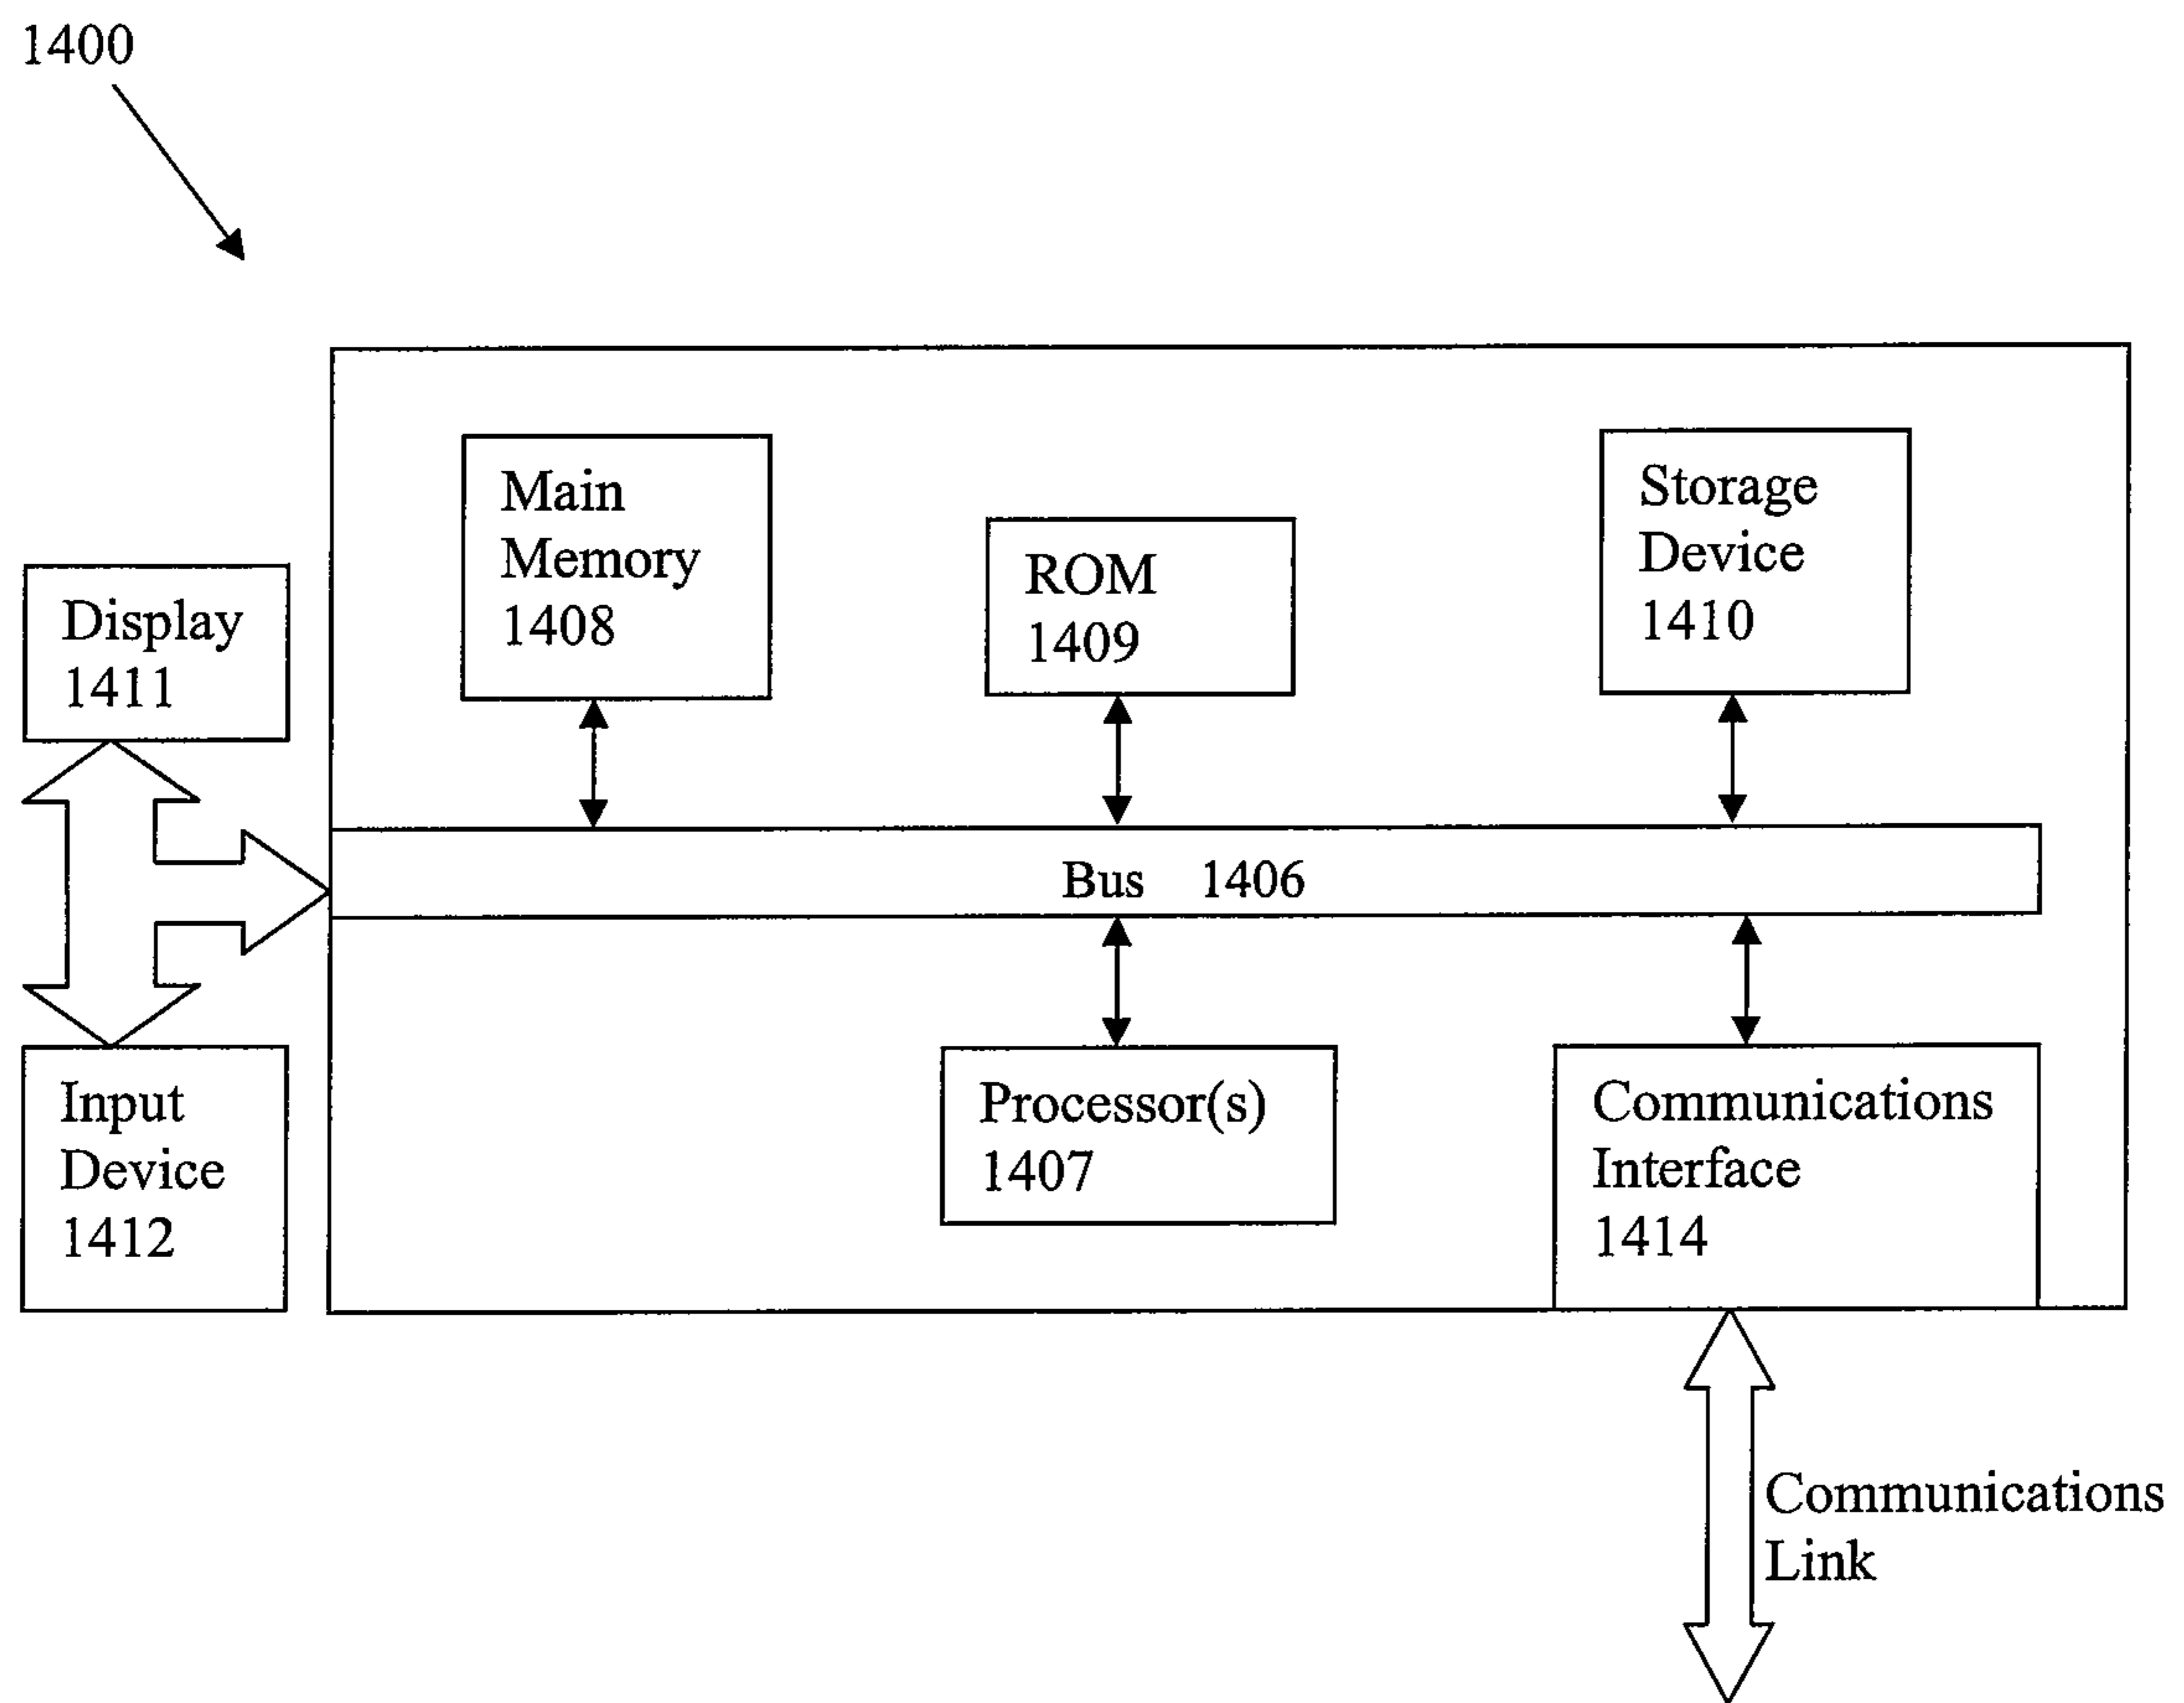 1400
Main
Memory
1408
ROM
1409
Storage
Device
1410
Display
1411
Bus 1406
Input
Device
1412
Processor(s)
1407
Communications
Interface
1414
Communications
Link